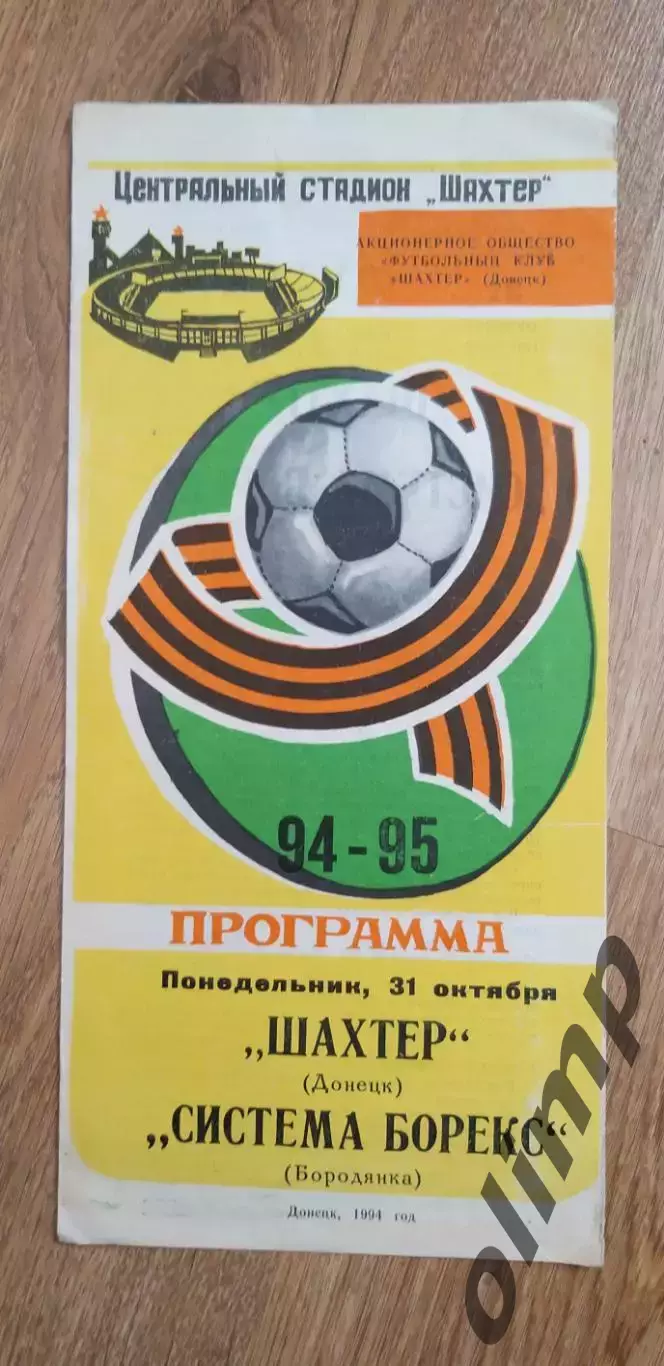 Центральный стадион „Шахтер"
АКЦИОНЕРНОЕ ОБЩЕСТВО
«ФУТБОЛЬНЫЙ КЛУБ
«ШАХТЕР» (Донецк)
94-95
ПРОГРАММА
Понедельник, 31 октября
„ШАХТЕР“
(Донецк)
„СИСТЕМА БОРЕКС“
(Бородянка)
Донецк, 1994 год
olimp